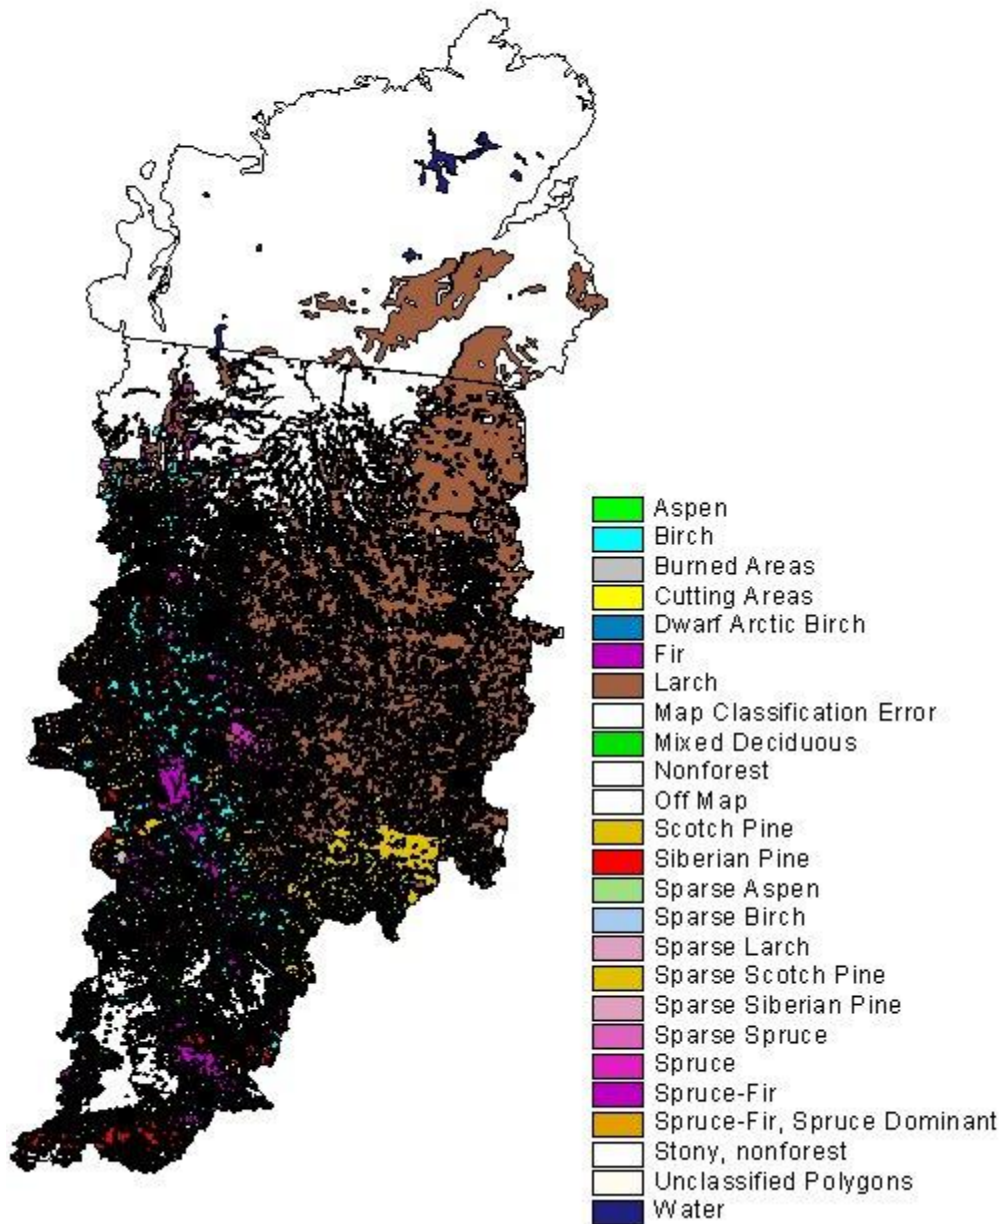 Aspen
Birch
Burned Areas
Cutting Areas
Dwarf Arctic Birch
Fir
Larch
Map Classification Error
Mixed Deciduous
Nonforest
Off Map
Scotch Pine
Siberian Pine
Sparse Aspen
Sparse Birch
Sparse Larch
Sparse Scotch Pine
Sparse Siberian Pine
Sparse Spruce
Spruce
Spruce-Fir
Spruce-Fir, Spruce Dominant
Stony, nonforest
Unclassified Polygons
Water